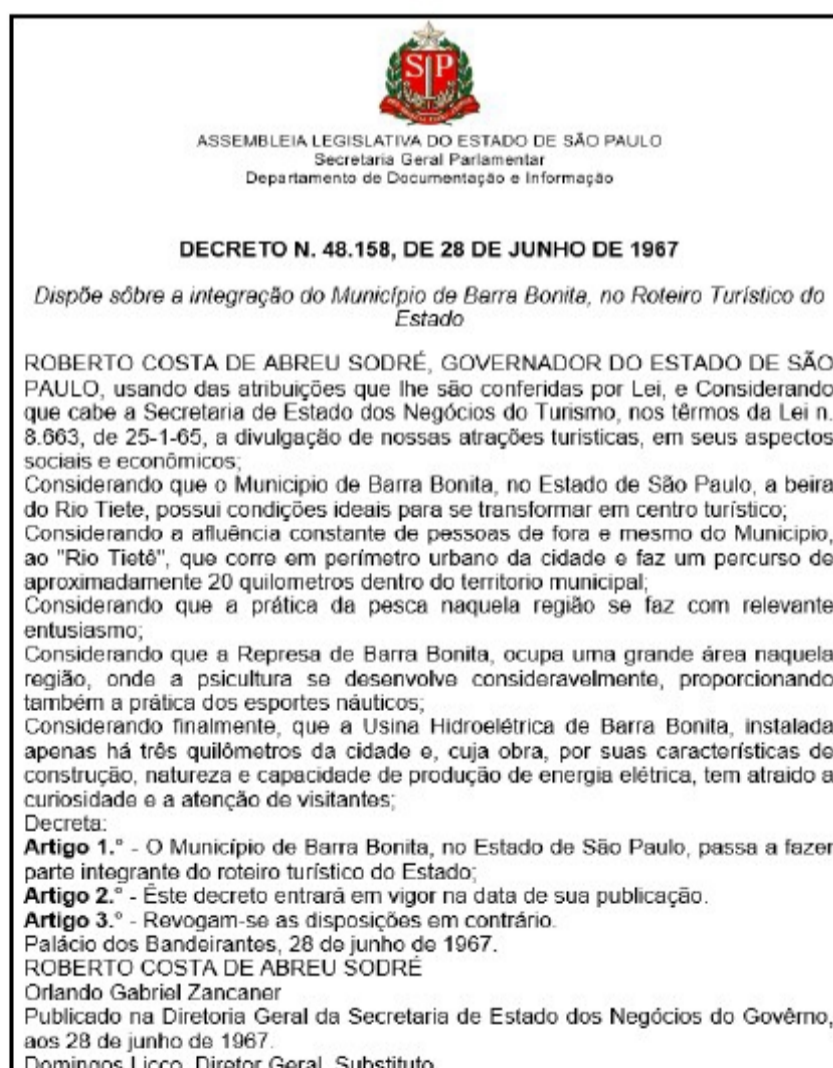 SP
ASSEMBLEIA LEGISLATIVA DO ESTADO DE SÃO PAULO
Secretaria Geral Parlamentar
Departamento de Documentação e Informação
DECRETO N. 48.158, DE 28 DE JUNHO DE 1967
Dispõe sôbre a integração do Município de Barra Bonita, no Roteiro Turístico do
Estado
ROBERTO COSTA DE ABREU SODRÉ, GOVERNADOR DO ESTADO DE SÃO
PAULO, usando das atribuições que lhe são conferidas por Lei, e Considerando
que cabe a Secretaria de Estado dos Negócios do Turismo, nos têrmos da Lei n.
8.663, de 25-1-65, a divulgação de nossas atrações turisticas, em seus aspectos
sociais e econômicos;
Considerando que o Municipio de Barra Bonita, no Estado de São Paulo, a beira
do Rio Tiete, possui condições ideais para se transformar em centro turístico;
Considerando a afluência constante de pessoas de fora e mesmo do Municipio,
ao "Rio Tietê", que corre em perímetro urbano da cidade e faz um percurso de
aproximadamente 20 quilometros dentro do territorio municipal;
Considerando que a prática da pesca naquela região se faz com relevante
entusiasmo;
Considerando que a Represa de Barra Bonita, ocupa uma grande área naquela
região, onde a psicultura se desenvolve consideravelmente, proporcionando
também a prática dos esportes náuticos;
Considerando finalmente, que a Usina Hidroelétrica de Barra Bonita, instalada
apenas há três quilômetros da cidade e, cuja obra, por suas características de
construção, natureza e capacidade de produção de energia elétrica, tem atraido a
curiosidade e a atenção de visitantes;
Decreta:
Artigo 1.° - O Município de Barra Bonita, no Estado de São Paulo, passa a fazer
parte integrante do roteiro turístico do Estado;
Artigo 2.° - Êste decreto entrará em vigor na data de sua publicação.
Artigo 3.° - Revogam-se as disposições em contrário.
Palácio dos Bandeirantes, 28 de junho de 1967.
ROBERTO COSTA DE ABREU SODRÉ
Orlando Gabriel Zancaner
Publicado na Diretoria Geral da Secretaria de Estado dos Negócios do Govêrno,
aos 28 de junho de 1967.
Domingos Licco, Diretor Geral, Substituto